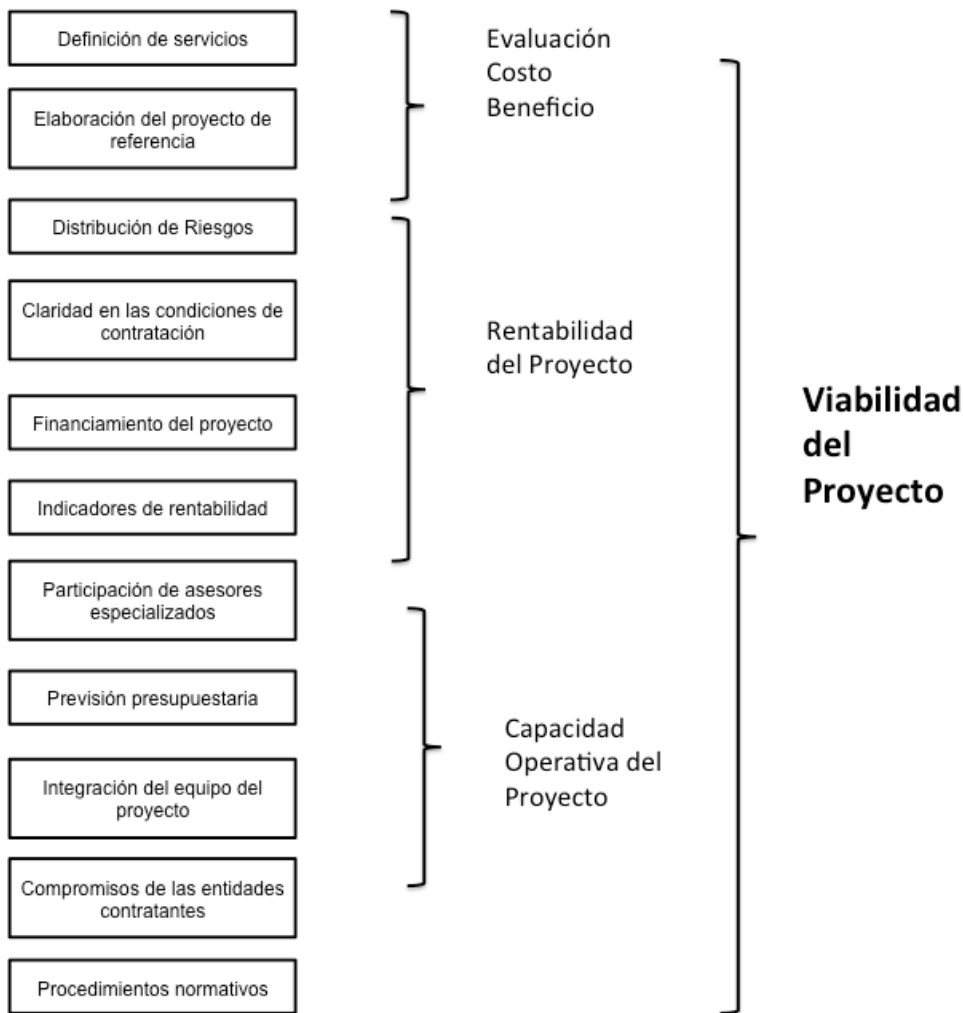 Definición de servicios
Elaboración del proyecto de
referencia
Distribución de Riesgos
Claridad en las condiciones de
contratación
Financiamiento del proyecto
Indicadores de rentabilidad
Participación de asesores
especializados
Previsión presupuestaria
Integración del equipo del
proyecto
Compromisos de las entidades
contratantes
Procedimientos normativos
Evaluación
Costo
Beneficio
Rentabilidad
del Proyecto
Capacidad
Operativa del
Proyecto
Viabilidad
del
Proyecto